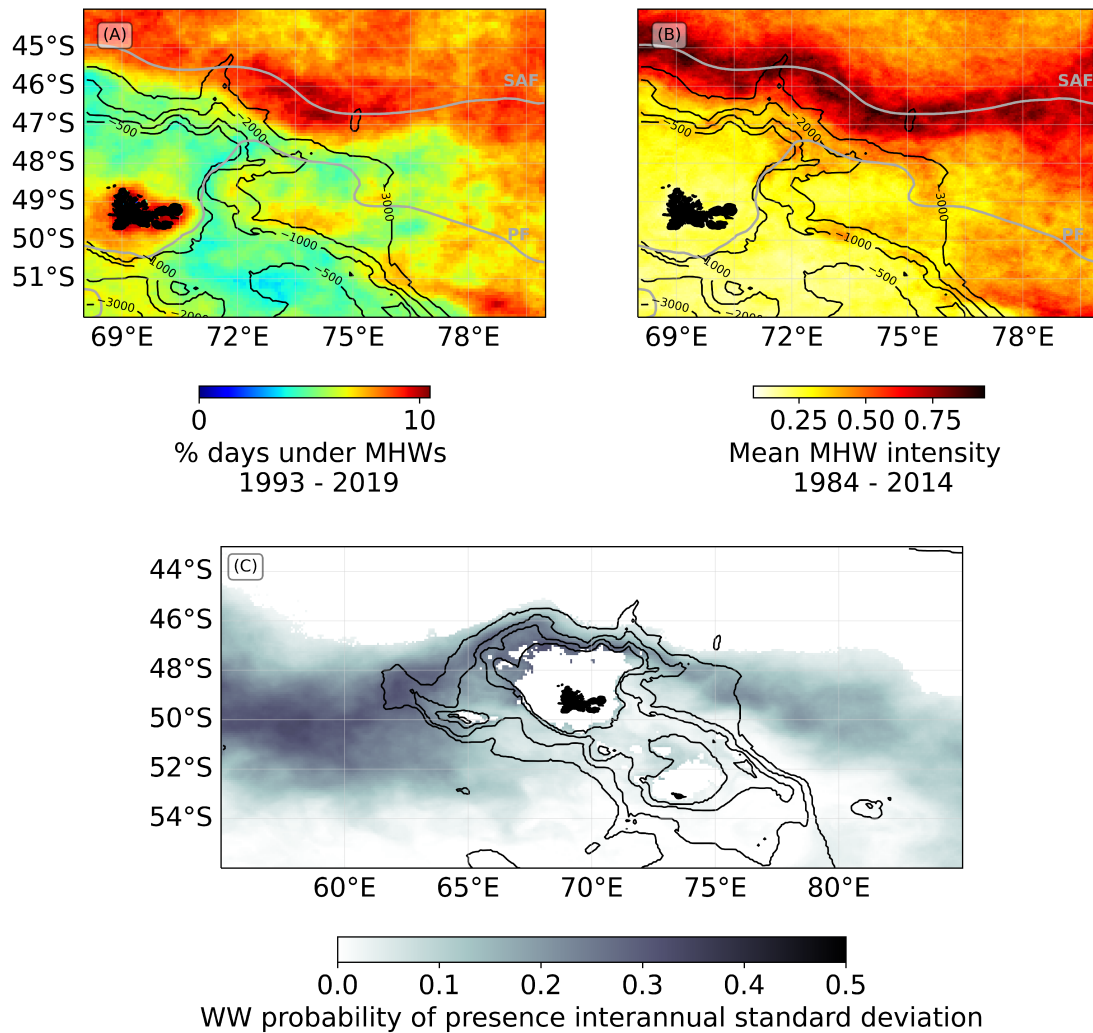 (A)
(B)
45°S
46°S
47°S
48°S
49°S
50°S
51°S
SAF
PF
−500
−2000
−3000
−1000
−500
−1000
−3000
−2000
SAF
PF
−500
−2000
−3000
−1000
−500
−1000
−3000
−2000
69°E 72°E 75°E 78°E
69°E 72°E 75°E 78°E
0 10
% days under MHWs
1993 - 2019
0.25 0.50 0.75
Mean MHW intensity
1984 - 2014
(C)
44°S
46°S
48°S
50°S
52°S
54°S
60°E 65°E 70°E 75°E 80°E
0.0 0.1 0.2 0.3 0.4 0.5
WW probability of presence interannual standard deviation